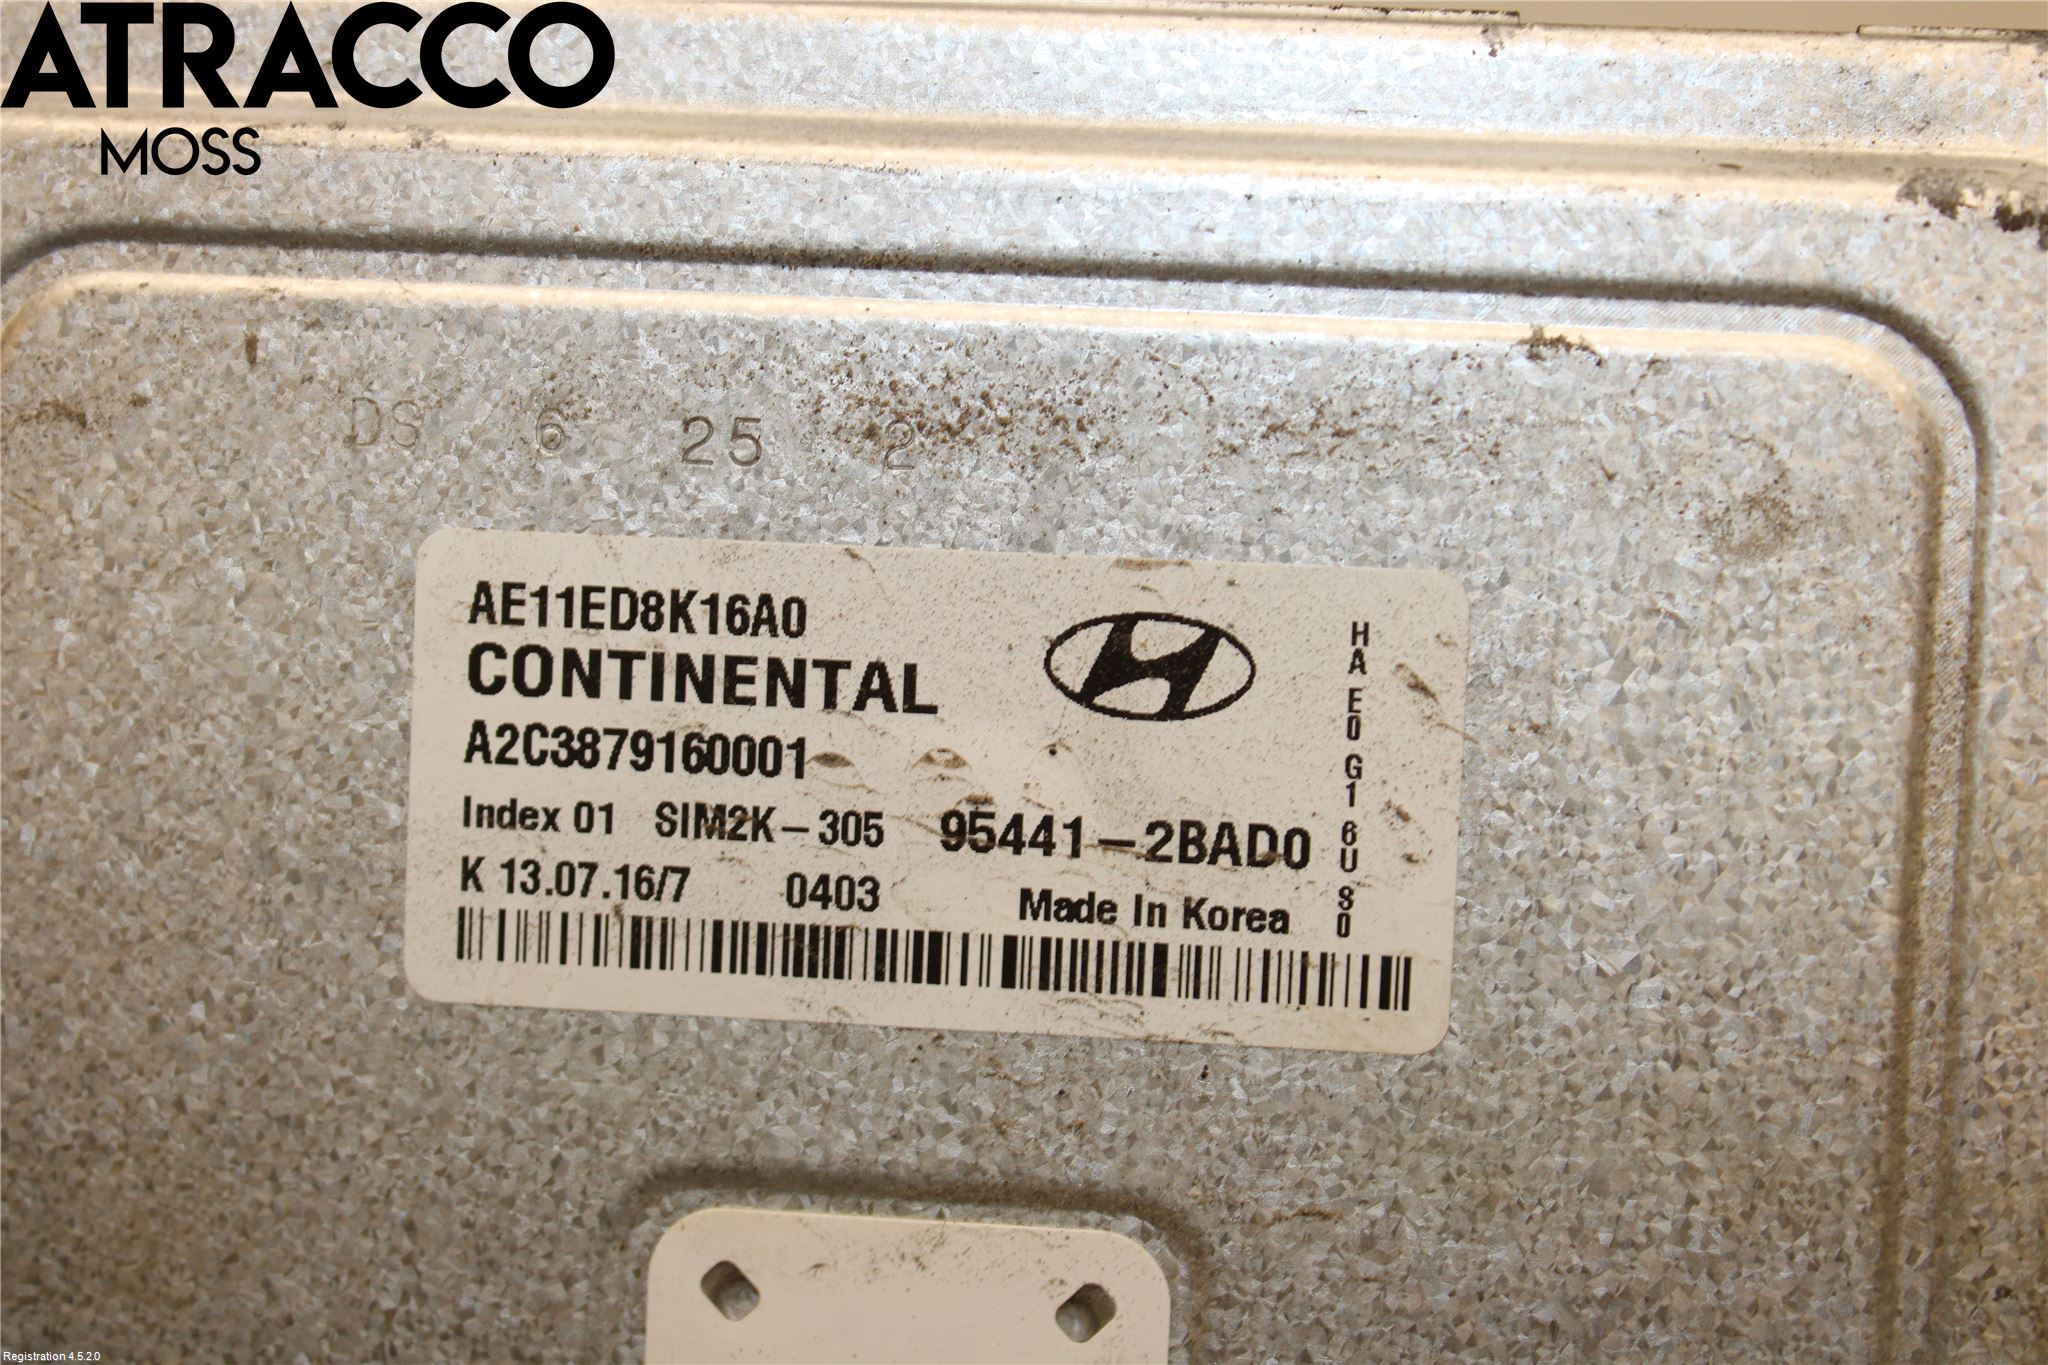 ATRACCO
MOSS
DS 6 25 2
AE11ED8K16A0
CONTINENTAL
A2C3879160001
Index 01 SIM2K-305 95441-2BAD0
K 13.07.16/7 0403 Made In Korea
HA E0 G1 6U S0
Registration 4.5.2.0